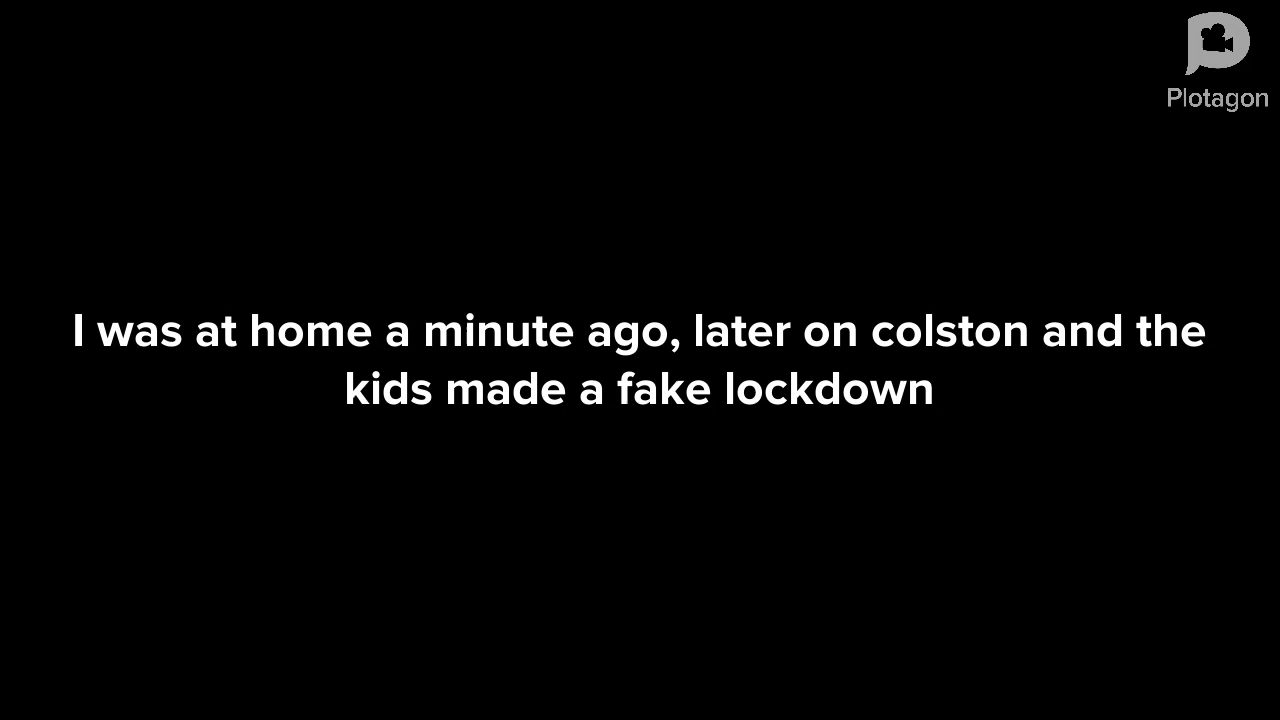 Plotagon
I was at home a minute ago, later on colston and the
kids made a fake lockdown